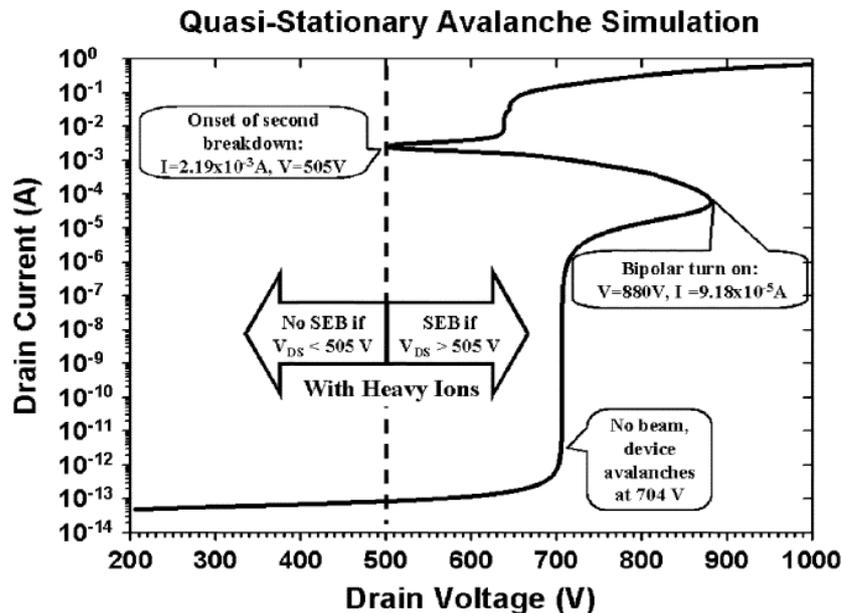 Quasi-Stationary Avalanche Simulation
Drain Current (A)
10⁰
10⁻¹
10⁻²
10⁻³
10⁻⁴
10⁻⁵
10⁻⁶
10⁻⁷
10⁻⁸
10⁻⁹
10⁻¹⁰
10⁻¹¹
10⁻¹²
10⁻¹³
10⁻¹⁴
Onset of second
breakdown:
I=2.19x10⁻³A, V=505V
Bipolar turn on:
V=880V, I =9.18x10⁻⁵A
No SEB if
V_DS < 505 V
SEB if
V_DS > 505 V
With Heavy Ions
No beam,
device
avalanches
at 704 V
200 300 400 500 600 700 800 900 1000
Drain Voltage (V)